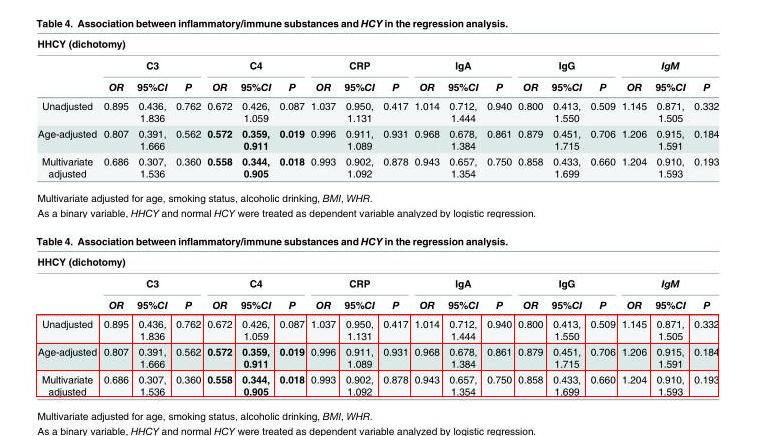 Table 4. Association between inflammatory/immune substances and HCY in the regression analysis.
HHCY (dichotomy)
C3 C4 CRP IgA IgG IgM
OR 95%CI P OR 95%CI P OR 95%CI P OR 95%CI P OR 95%CI P OR 95%CI P
Unadjusted 0.895 0.436, 0.762 0.672 0.426, 0.087 1.037 0.950, 0.417 1.014 0.712, 0.940 0.800 0.413, 0.509 1.145 0.871, 0.332
1.836 1.059 1.131 1.444 1.550 1.505
Age-adjusted 0.807 0.391, 0.562 0.572 0.359, 0.019 0.996 0.911, 0.931 0.968 0.678, 0.861 0.879 0.451, 0.706 1.206 0.915, 0.184
1.666 0.911 1.089 1.384 1.715 1.591
Multivariate 0.686 0.307, 0.360 0.558 0.344, 0.018 0.993 0.902, 0.878 0.943 0.657, 0.750 0.858 0.433, 0.660 1.204 0.910, 0.193
adjusted 1.536 0.905 1.092 1.354 1.699 1.593
Multivariate adjusted for age, smoking status, alcoholic drinking, BMI, WHR.
As a binary variable, HHCY and normal HCY were treated as dependent variable analyzed by logistic regression.
Table 4. Association between inflammatory/immune substances and HCY in the regression analysis.
HHCY (dichotomy)
C3 C4 CRP IgA IgG IgM
OR 95%CI P OR 95%CI P OR 95%CI P OR 95%CI P OR 95%CI P OR 95%CI P
Unadjusted 0.895 0.436, 0.762 0.672 0.426, 0.087 1.037 0.950, 0.417 1.014 0.712, 0.940 0.800 0.413, 0.509 1.145 0.871, 0.332
1.836 1.059 1.131 1.444 1.550 1.505
Age-adjusted 0.807 0.391, 0.562 0.572 0.359, 0.019 0.996 0.911, 0.931 0.968 0.678, 0.861 0.879 0.451, 0.706 1.206 0.915, 0.184
1.666 0.911 1.089 1.384 1.715 1.591
Multivariate 0.686 0.307, 0.360 0.558 0.344, 0.018 0.993 0.902, 0.878 0.943 0.657, 0.750 0.858 0.433, 0.660 1.204 0.910, 0.193
adjusted 1.536 0.905 1.092 1.354 1.699 1.593
Multivariate adjusted for age, smoking status, alcoholic drinking, BMI, WHR.
As a binary variable, HHCY and normal HCY were treated as dependent variable analyzed by logistic regression.